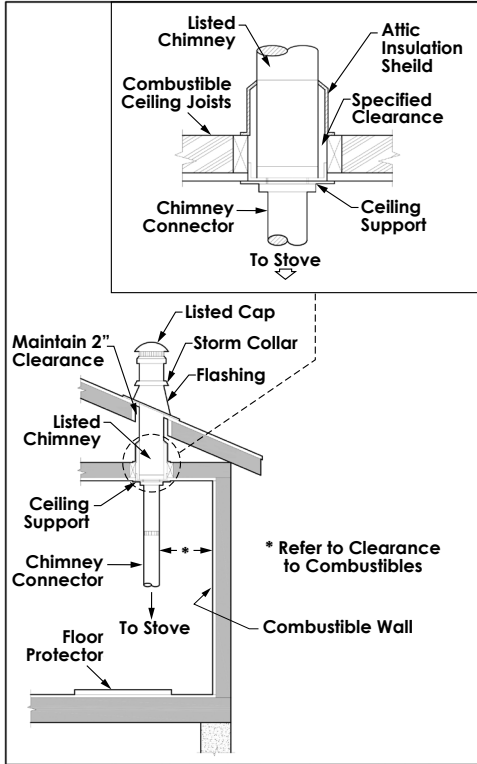 Listed
Chimney
Attic
Insulation
Sheild
Combustible
Ceiling Joists
Specified
Clearance
Chimney
Connector
Ceiling
Support
To Stove
Listed Cap
Maintain 2”
Clearance
Storm Collar
Flashing
Listed
Chimney
Ceiling
Support
*
* Refer to Clearance
to Combustibles
Chimney
Connector
To Stove
Combustible Wall
Floor
Protector